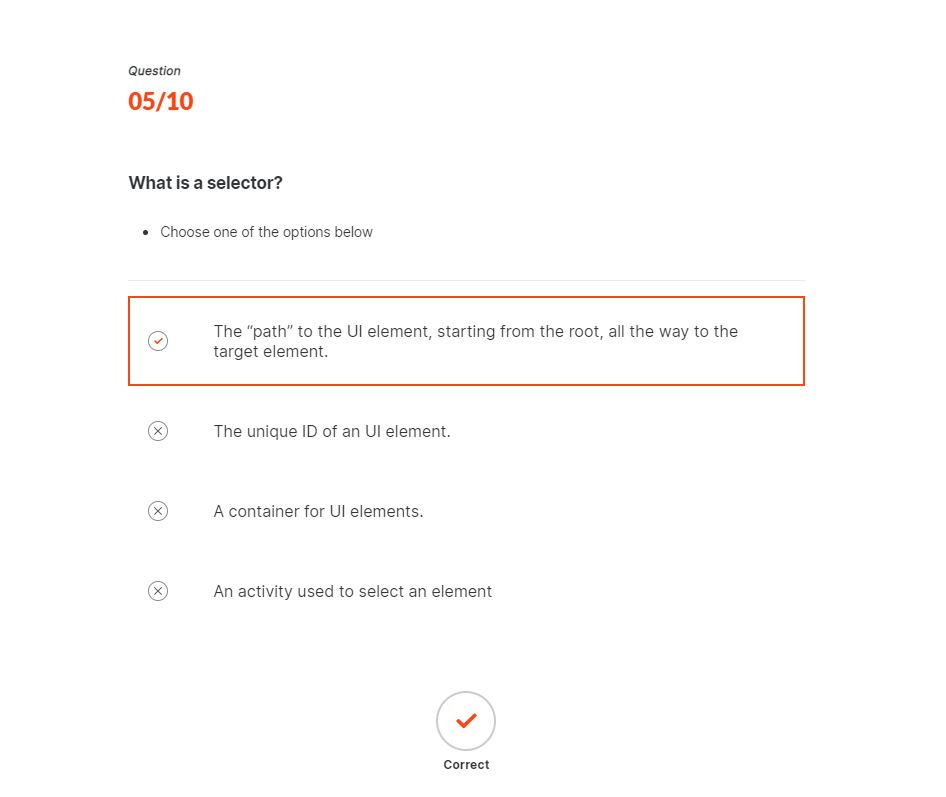 Question
05/10
What is a selector?
Choose one of the options below
The “path” to the UI element, starting from the root, all the way to the
target element.
The unique ID of an UI element.
A container for UI elements.
An activity used to select an element
Correct